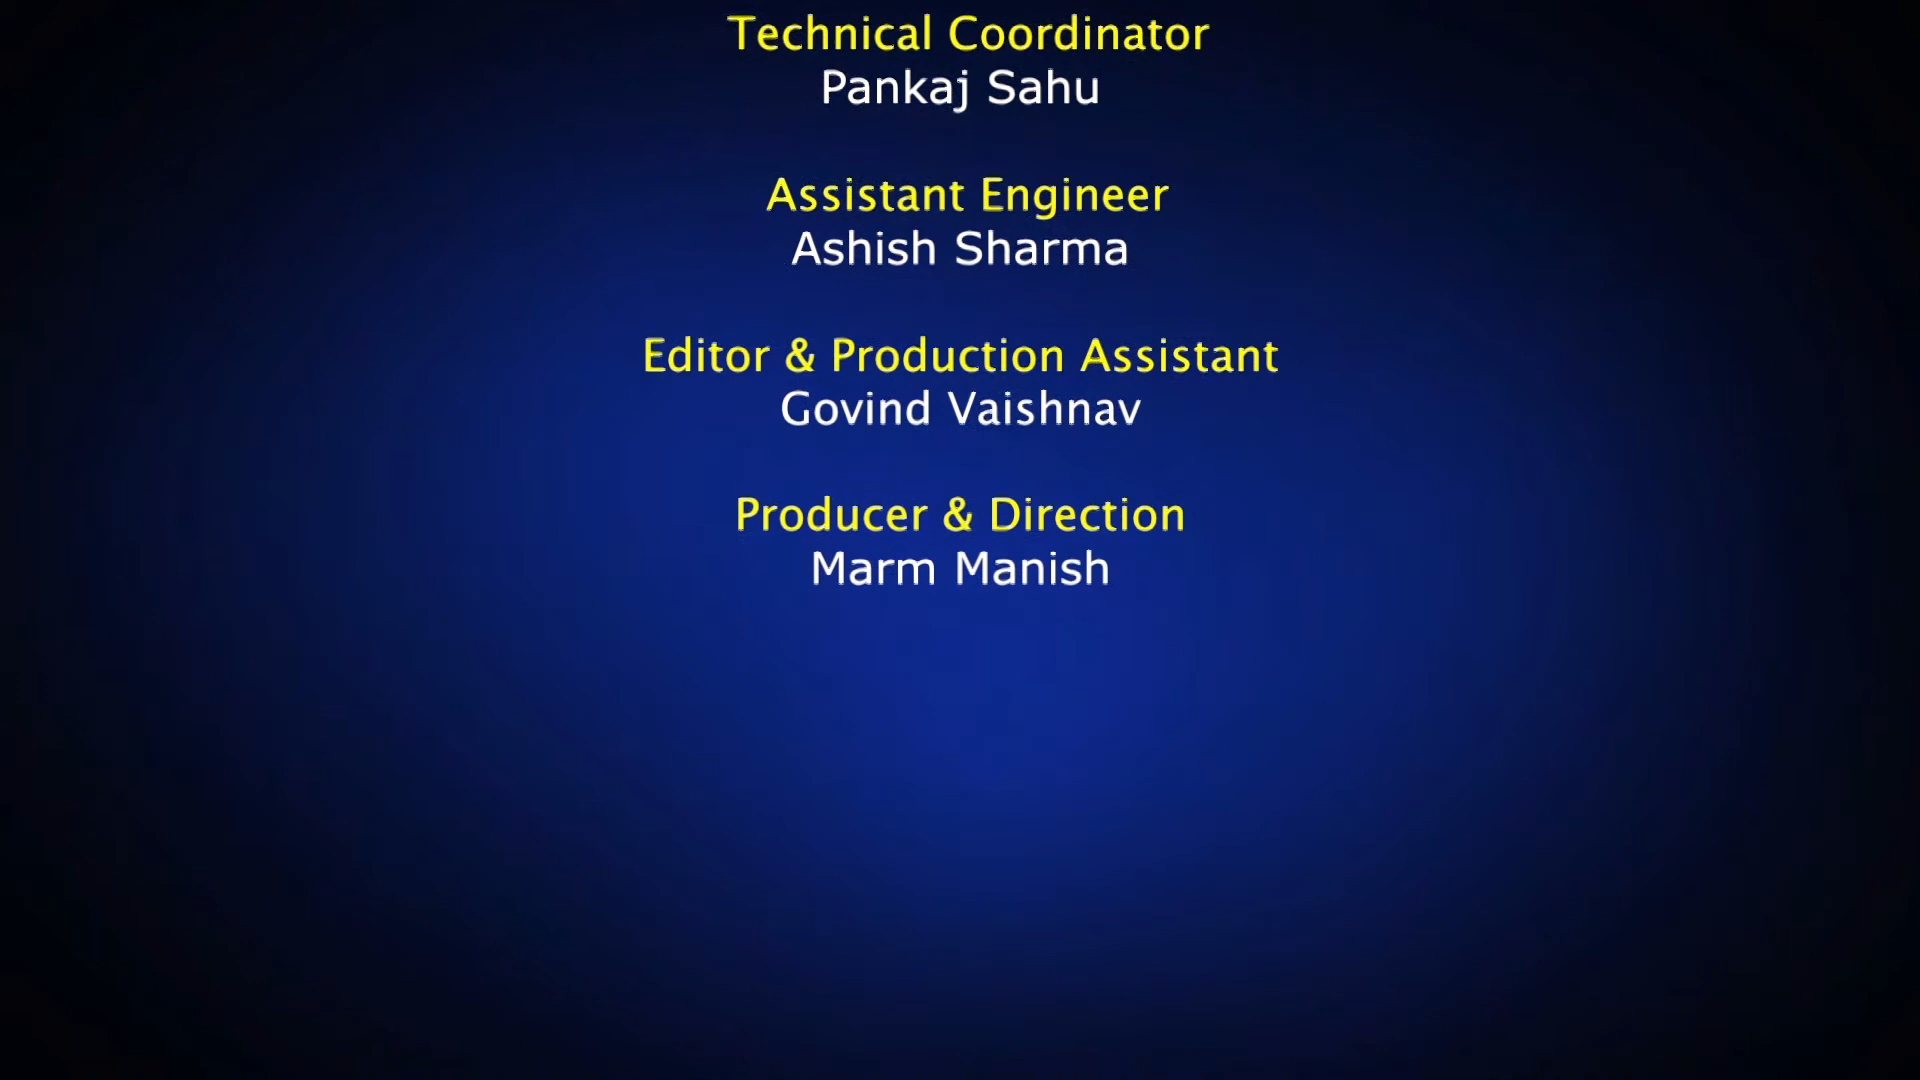 Technical Coordinator
Pankaj Sahu
Assistant Engineer
Ashish Sharma
Editor & Production Assistant
Govind Vaishnav
Producer & Direction
Marm Manish